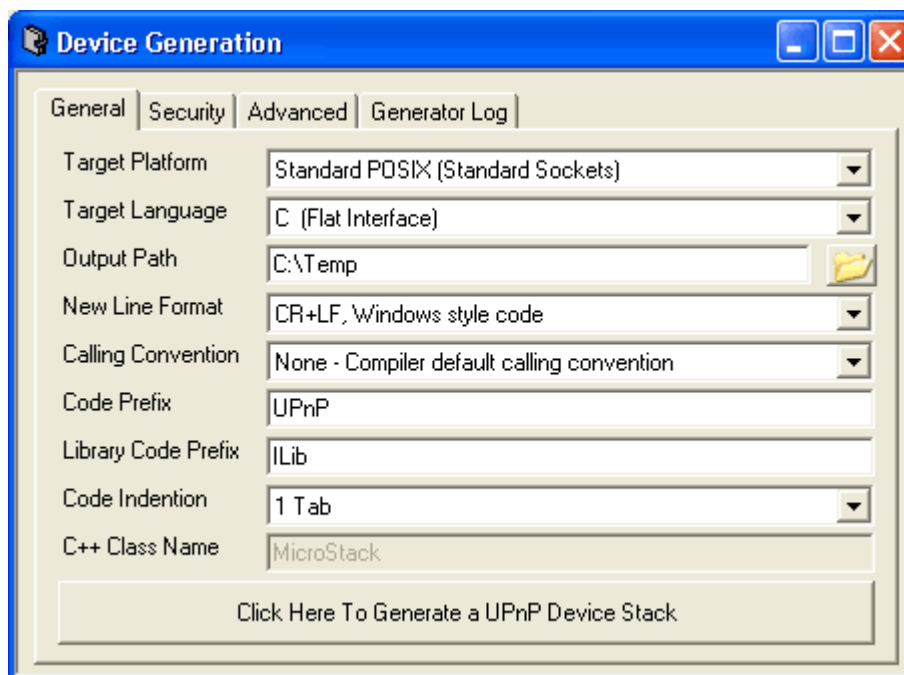 Device Generation
General Security Advanced Generator Log
Target Platform Standard POSIX (Standard Sockets)
Target Language C (Flat Interface)
Output Path C:\Temp
New Line Format CR+LF, Windows style code
Calling Convention None - Compiler default calling convention
Code Prefix UPnP
Library Code Prefix ILib
Code Indention 1 Tab
C++ Class Name MicroStack
Click Here To Generate a UPnP Device Stack